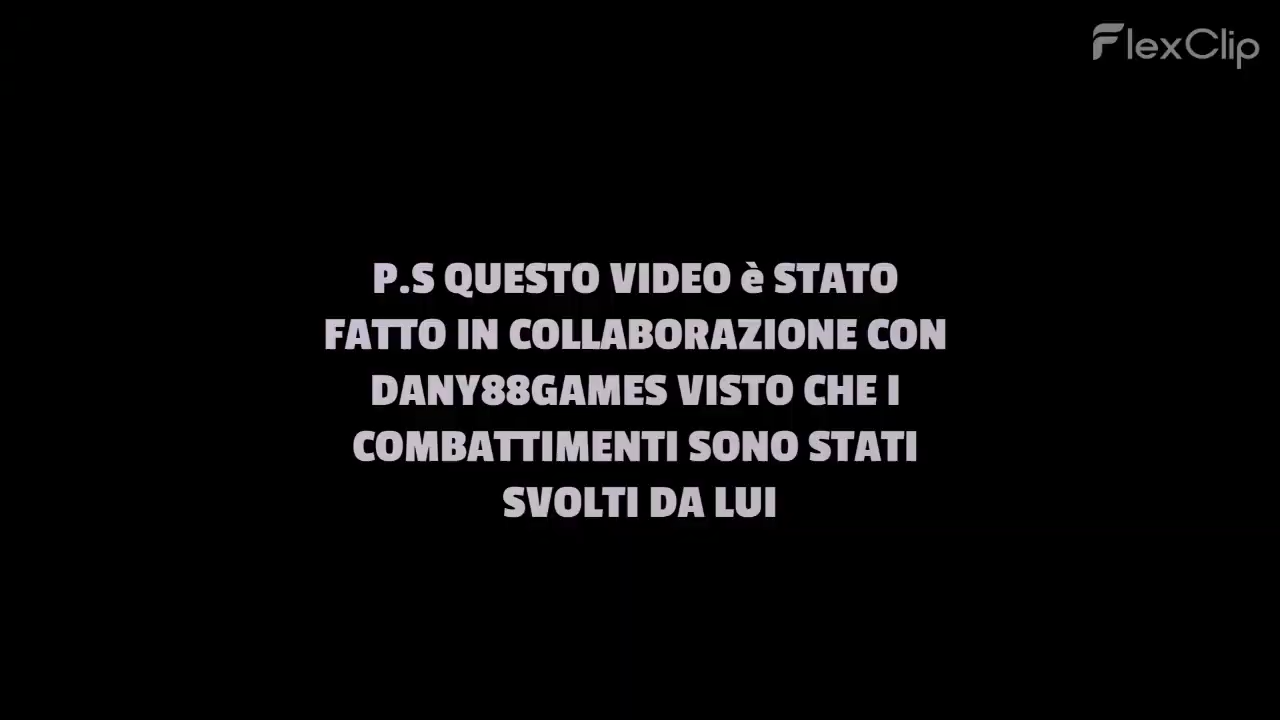 FlexClip
P.S QUESTO VIDEO è STATO
FATTO IN COLLABORAZIONE CON
DANY88GAMES VISTO CHE I
COMBATTIMENTI SONO STATI
SVOLTI DA LUI